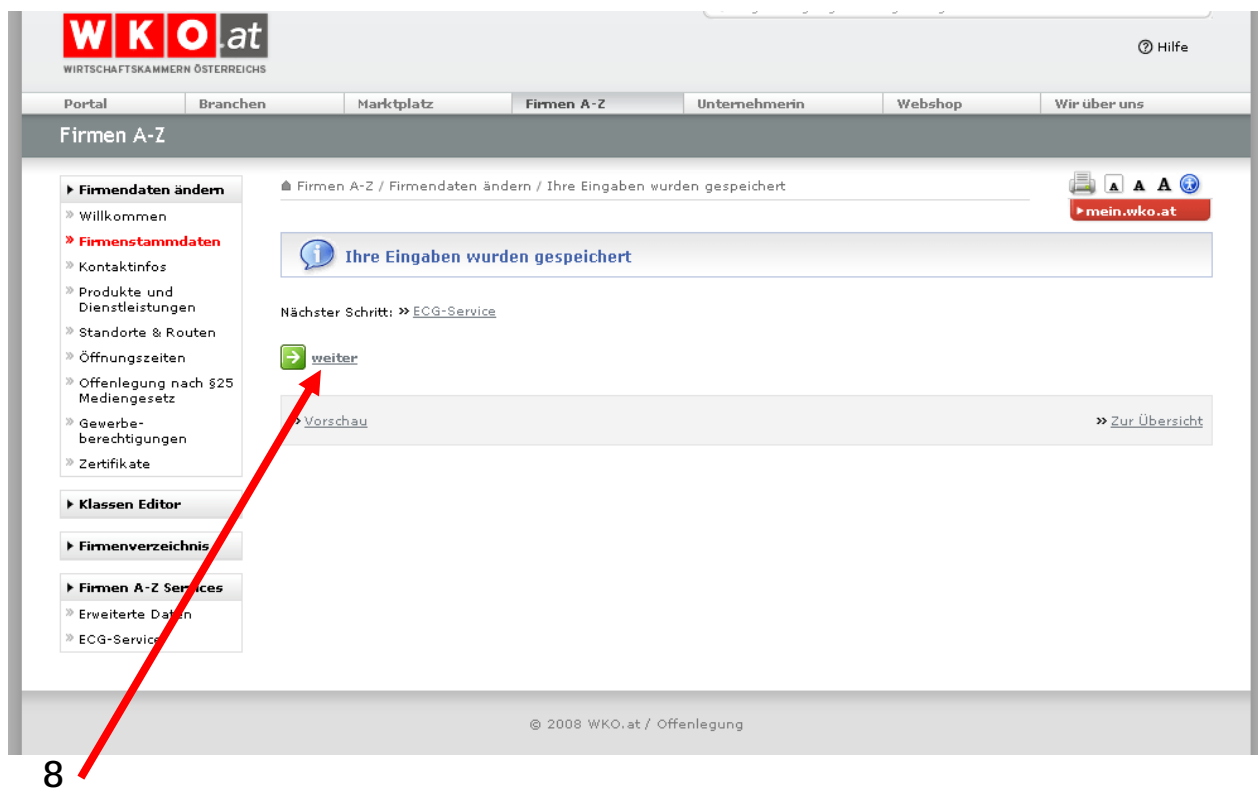 WKO.at
WIRTSCHAFTSKAMMERN ÖSTERREICHS
Hilfe
Portal Branchen Marktplatz Firmen A-Z Unternehmerin Webshop Wir über uns
Firmen A-Z
Firmendaten ändern
» Willkommen
» Firmenstammdaten
» Kontaktinfos
» Produkte und
Dienstleistungen
» Standorte & Routen
» Öffnungszeiten
» Offenlegung nach §25
Mediengesetz
» Gewerbe-
berechtigungen
» Zertifikate
Klassen Editor
Firmenverzeichnis
Firmen A-Z Services
» Erweiterte Daten
» ECG-Service
Firmen A-Z / Firmendaten ändern / Ihre Eingaben wurden gespeichert
A A A
mein.wko.at
Ihre Eingaben wurden gespeichert
Nächster Schritt: » ECG-Service
weiter
» Vorschau
» Zur Übersicht
© 2008 WKO.at / Offenlegung
8